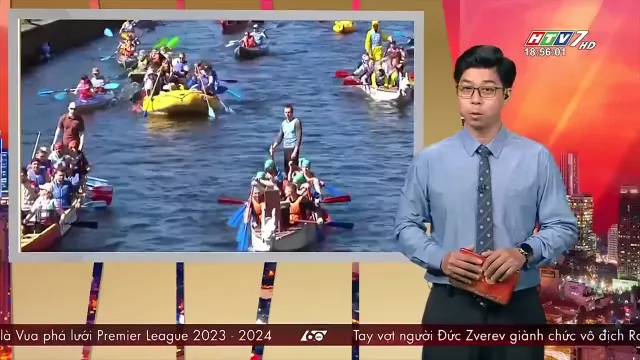 HTV7 HD
18:56:01
là Vua phá lưới Premier League 2023 - 2024 60 Tay vợt người Đức Zverev giành chức vô địch R